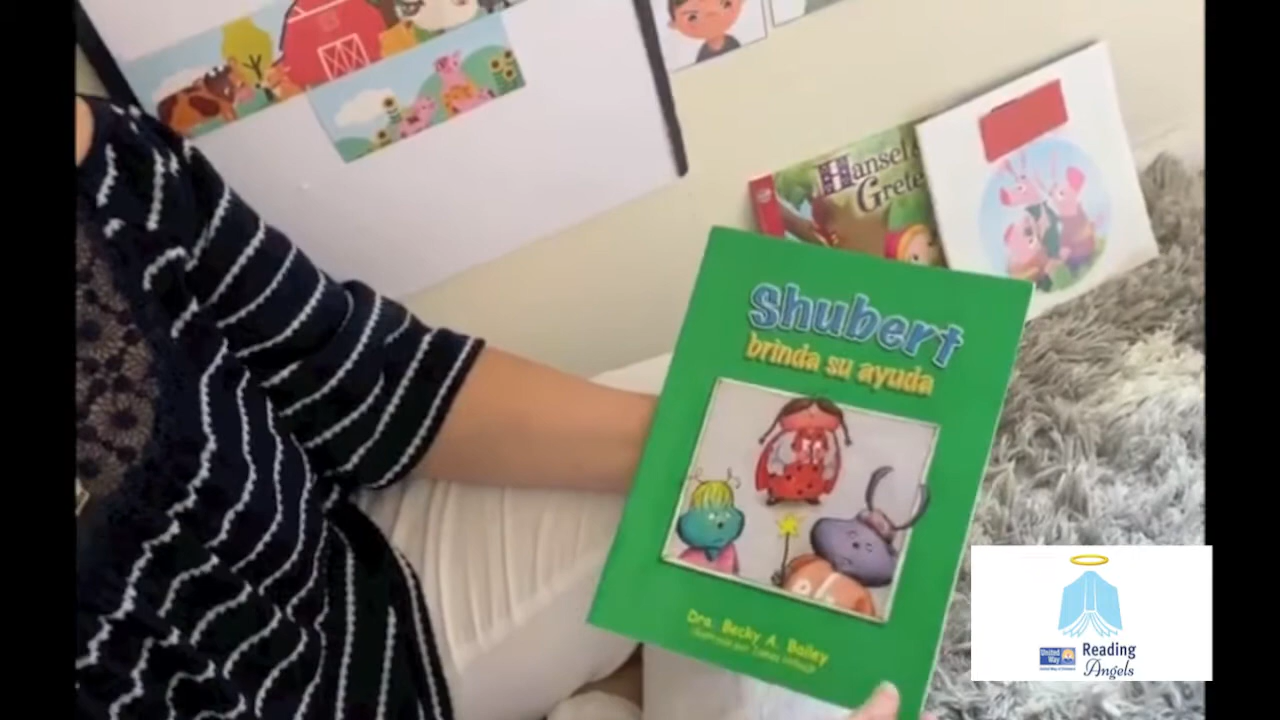 Hansel &
Gretel
Shubert
brinda su ayuda
Dra. Becky A. Bailey
United
Way
Reading
Angels